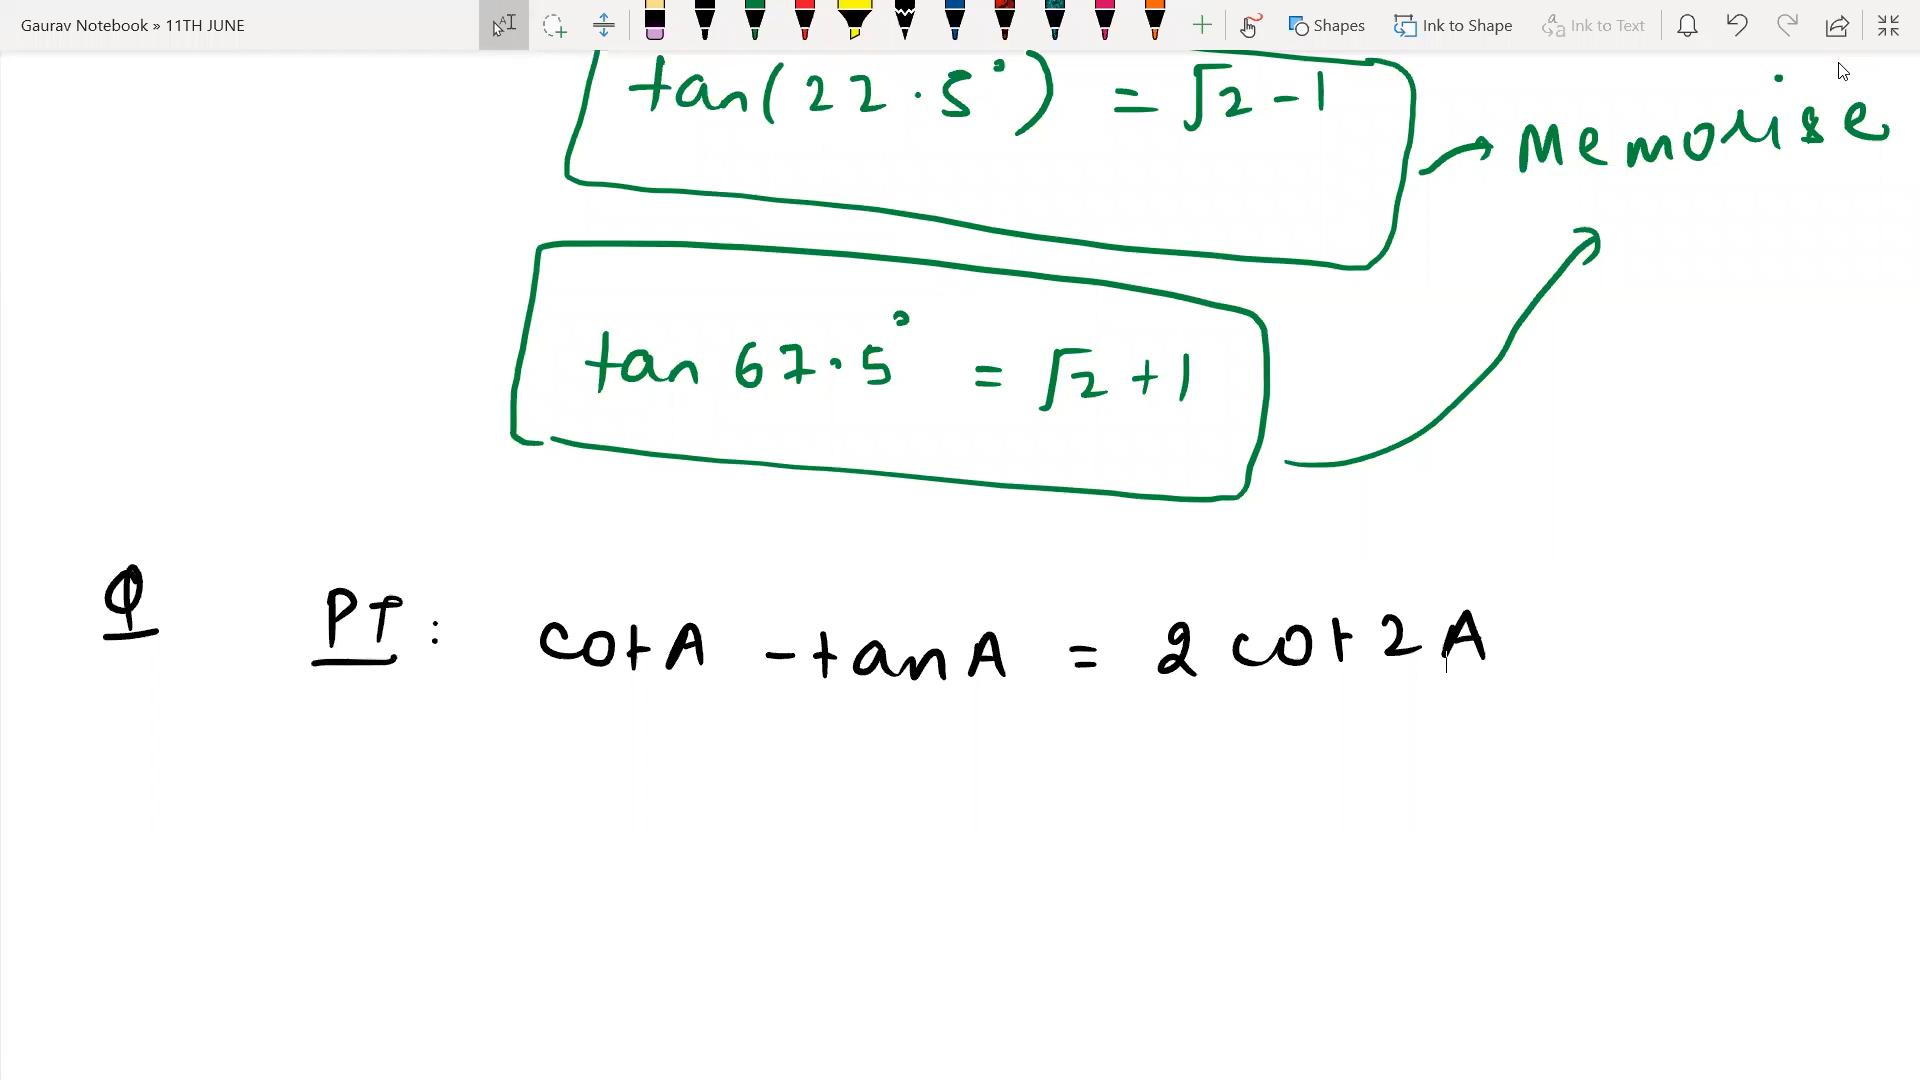 Gaurav Notebook » 11TH JUNE
Shapes
Ink to Shape
Ink to Text
tan(22.5°) = √2-1
Memorise
tan 67.5° = √2+1
Q PT: cotA - tanA = 2 cot 2A